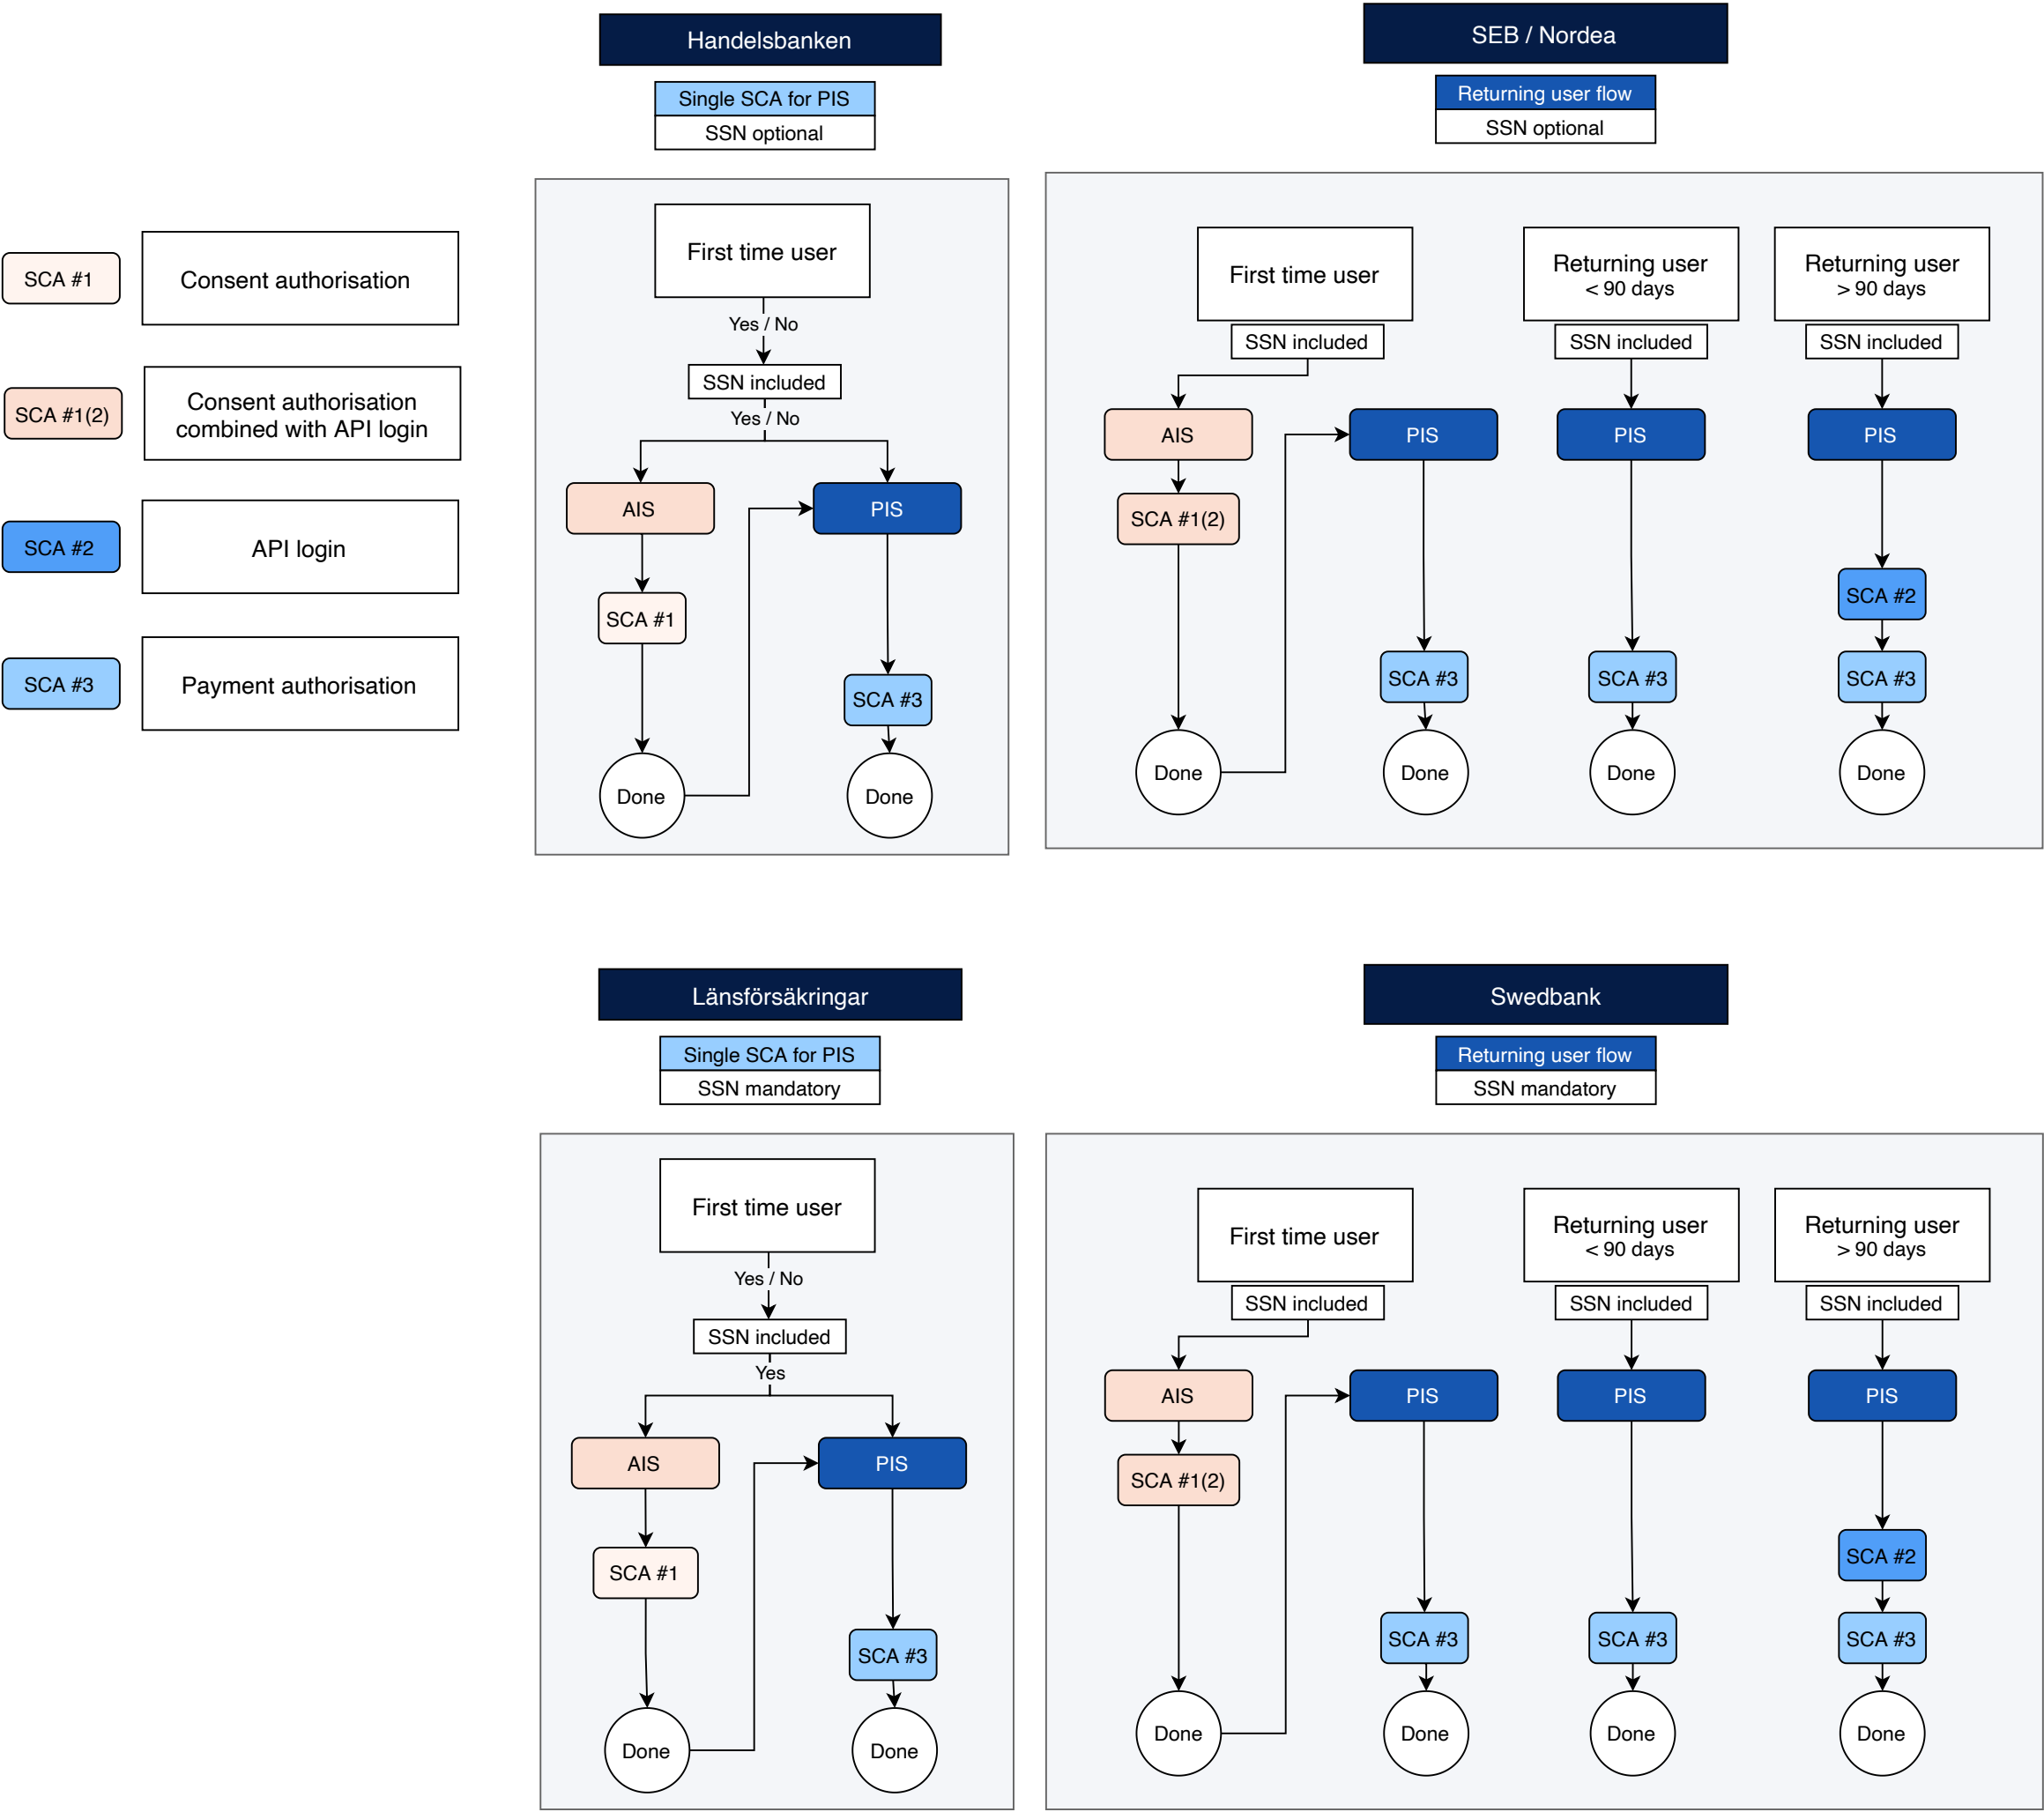 Handelsbanken
Single SCA for PIS
SSN optional
SEB / Nordea
Returning user flow
SSN optional
SCA #1
Consent authorisation
SCA #1(2)
Consent authorisation
combined with API login
SCA #2
API login
SCA #3
Payment authorisation
First time user
Yes / No
SSN included
Yes / No
AIS
PIS
SCA #1
SCA #3
Done
Done
First time user
SSN included
Returning user
< 90 days
SSN included
Returning user
> 90 days
SSN included
AIS
PIS
PIS
PIS
SCA #1(2)
SCA #2
SCA #3
SCA #3
SCA #3
Done
Done
Done
Done
Länsförsäkringar
Single SCA for PIS
SSN mandatory
Swedbank
Returning user flow
SSN mandatory
First time user
Yes / No
SSN included
Yes
AIS
PIS
SCA #1
SCA #3
Done
Done
First time user
SSN included
Returning user
< 90 days
SSN included
Returning user
> 90 days
SSN included
AIS
PIS
PIS
PIS
SCA #1(2)
SCA #2
SCA #3
SCA #3
SCA #3
Done
Done
Done
Done